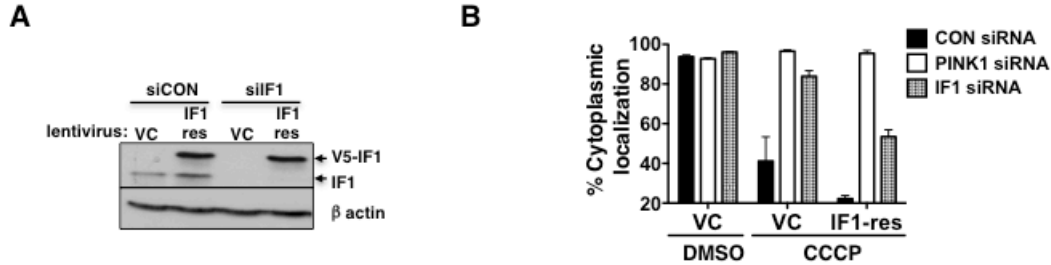 A
siCON siIF1
IF1 IF1
lentivirus: VC res VC res
V5-IF1
IF1
β actin
B
% Cytoplasmic
localization
100
80
60
40
20
VC VC IF1-res
DMSO CCCP
CON siRNA
PINK1 siRNA
IF1 siRNA